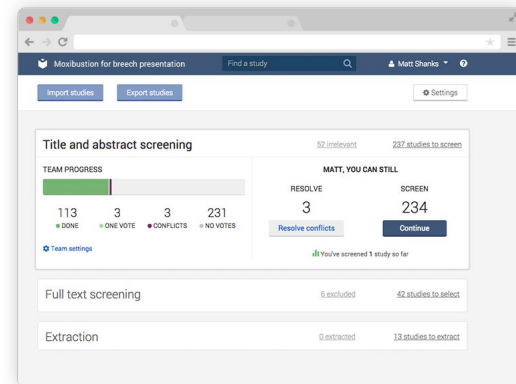 Moxibustion for breech presentation
Find a study
Matt Shanks
Import studies
Export studies
Settings
Title and abstract screening
52 irrelevant
237 studies to screen
TEAM PROGRESS
113
3
3
231
DONE
ONE VOTE
CONFLICTS
NO VOTES
Team settings
MATT, YOU CAN STILL
RESOLVE
SCREEN
3
234
Resolve conflicts
Continue
You've screened 1 study so far
Full text screening
6 excluded
42 studies to select
Extraction
0 extracted
13 studies to extract